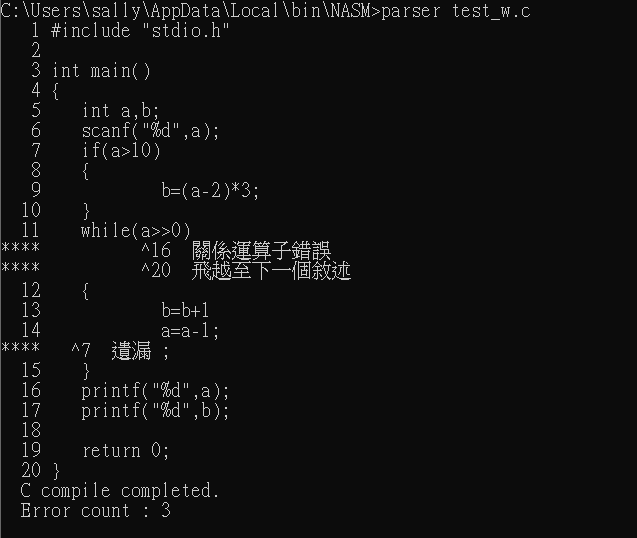 C:\Users\sally\AppData\Local\bin\NASM>parser test_w.c
1 #include "stdio.h"
2
3 int main()
4 {
5    int a,b;
6    scanf("%d",a);
7    if(a>10)
8    {
9            b=(a-2)*3;
10    }
11    while(a>>0)
****          ^16  關係運算子錯誤
****          ^20  飛越至下一個敘述
12    {
13            b=b+1
14            a=a-1;
****   ^7  遺漏 ;
15    }
16    printf("%d",a);
17    printf("%d",b);
18
19    return 0;
20 }
C compile completed.
Error count : 3